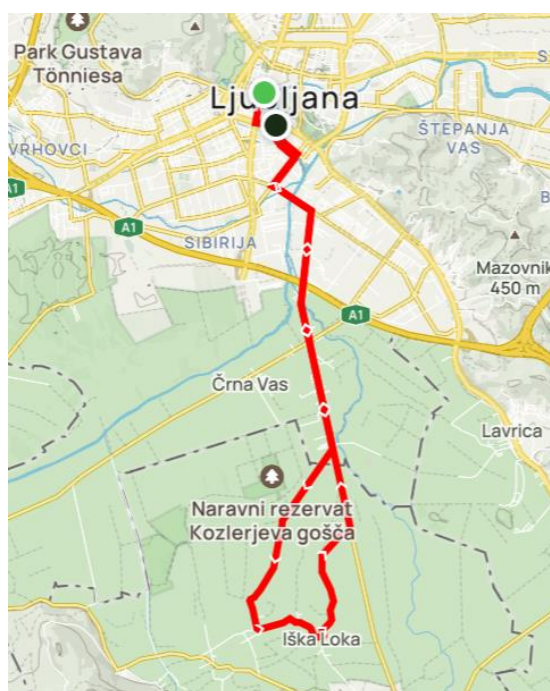 Park Gustava
Tönniesa
Ljubljana
VRHOVCI
ŠTEPANJA
VAS
A1
A1
SIBIRIJA
Mazovnik
450 m
A1
Črna Vas
Lavrica
Naravni rezervat
Kozlerjeva gošča
Iška Loka